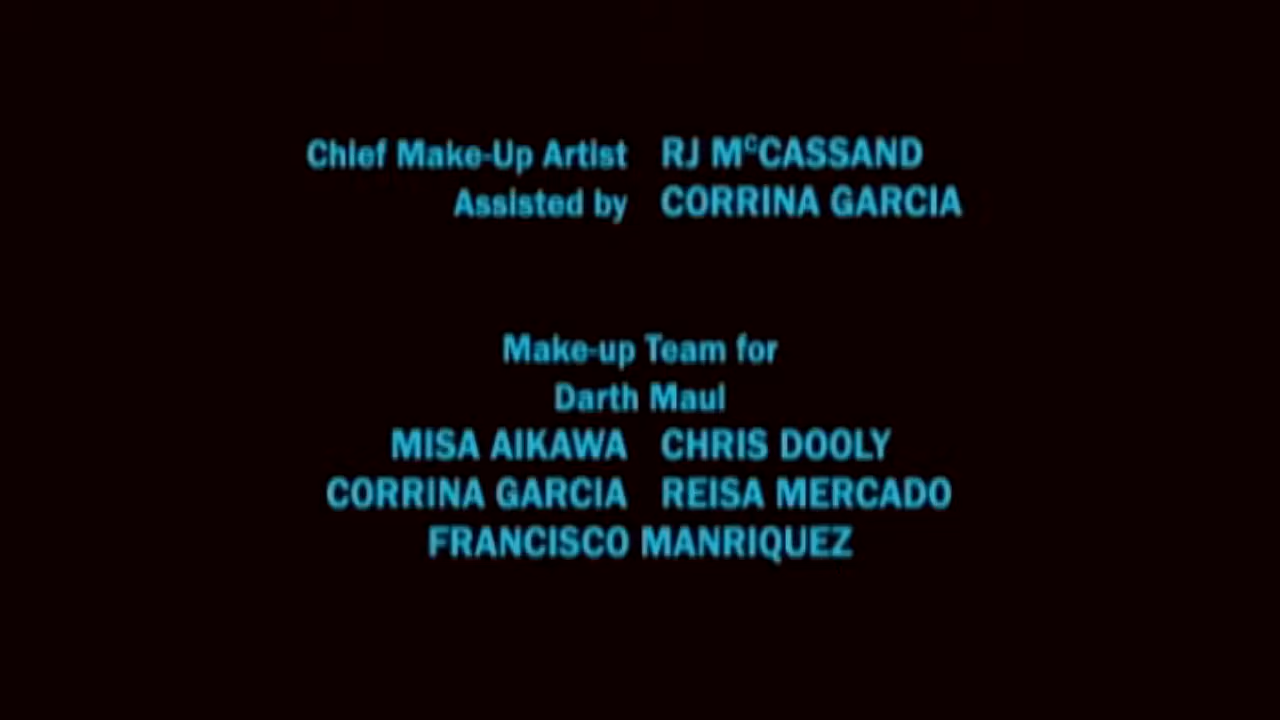 Chief Make-Up Artist RJ McCASSAND
Assisted by CORRINA GARCIA
Make-up Team for
Darth Maul
MISA AIKAWA CHRIS DOOLY
CORRINA GARCIA REISA MERCADO
FRANCISCO MANRIQUEZ